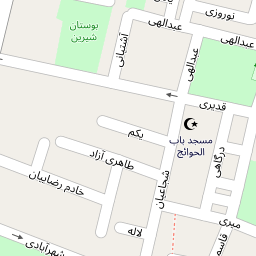 نوروزی
عبدالهی
بوستان
شیرین
آشتیانی
عبدالهی
عبدالهی
قدیری
یکم
مسجد باب
الحوائج
درگاهی
طاهری آزاد
خادم رضاییان
شجاعیان
میری
لاله
قاسم
شهرآبادی